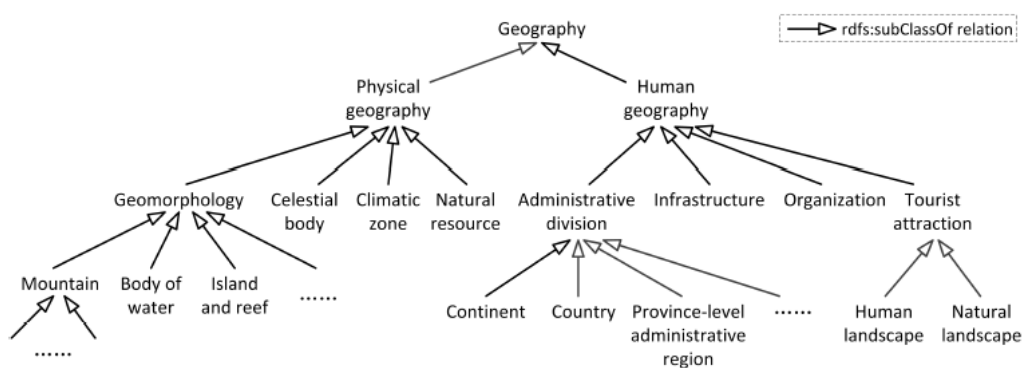 Geography
rdfs:subClassOf relation
Physical
geography
Human
geography
Geomorphology
Celestial
body
Climatic
zone
Natural
resource
Administrative
division
Infrastructure
Organization
Tourist
attraction
Mountain
Body of
water
Island
and reef
......
Continent
Country
Province-level
administrative
region
......
Human
landscape
Natural
landscape
......